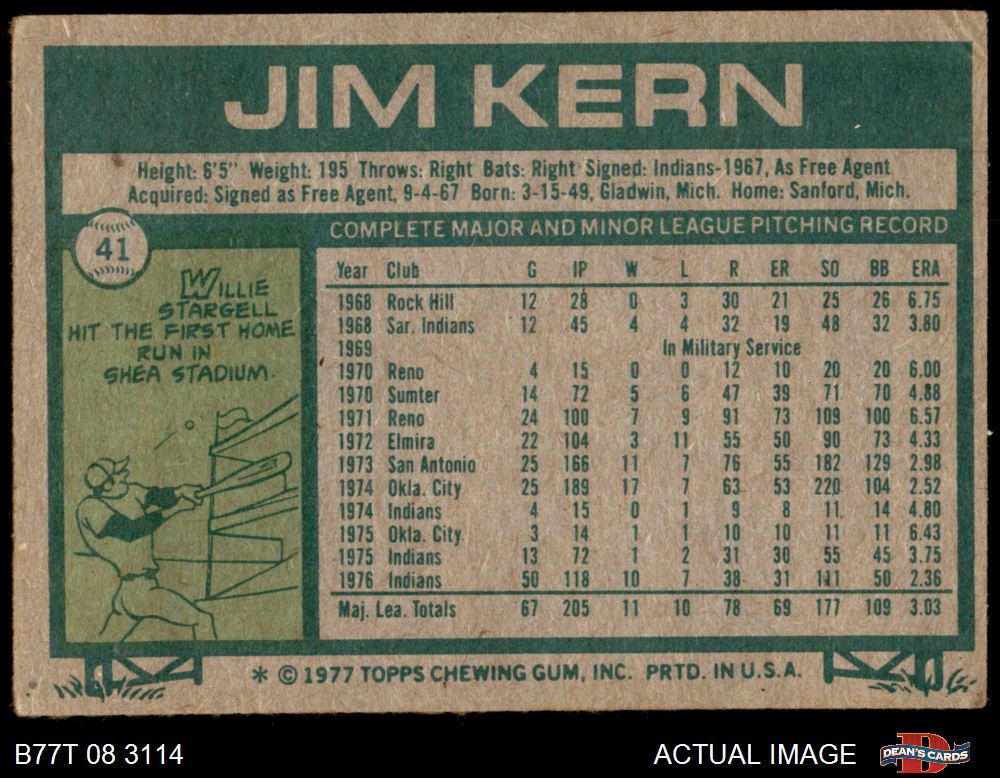 JIM KERN
Height: 6'5" Weight: 195 Throws: Right Bats: Right Signed: Indians-1967, As Free Agent
Acquired: Signed as Free Agent, 9-4-67 Born: 3-15-49, Gladwin, Mich. Home: Sanford, Mich.
41
WILLIE
STARGELL
HIT THE FIRST HOME
RUN IN
SHEA STADIUM.
COMPLETE MAJOR AND MINOR LEAGUE PITCHING RECORD
Year Club G IP W L R ER SO BB ERA
1968 Rock Hill 12 28 0 3 30 21 25 26 6.75
1968 Sar. Indians 12 45 4 4 32 19 48 32 3.80
1969 In Military Service
1970 Reno 4 15 0 0 12 10 20 20 6.00
1970 Sumter 14 72 5 6 47 39 71 70 4.88
1971 Reno 24 100 7 9 91 73 109 100 6.57
1972 Elmira 22 104 3 11 55 50 90 73 4.33
1973 San Antonio 25 166 11 7 76 55 182 129 2.98
1974 Okla. City 25 189 17 7 63 53 220 104 2.52
1974 Indians 4 15 0 1 9 8 11 14 4.80
1975 Okla. City 3 14 1 1 10 10 11 11 6.43
1975 Indians 13 72 1 2 31 30 55 45 3.75
1976 Indians 50 118 10 7 38 31 111 50 2.36
Maj. Lea. Totals 67 205 11 10 78 69 177 109 3.03
* © 1977 TOPPS CHEWING GUM, INC. PRTD. IN U.S.A.
B77T 08 3114
ACTUAL IMAGE
D
DEAN'S CARDS